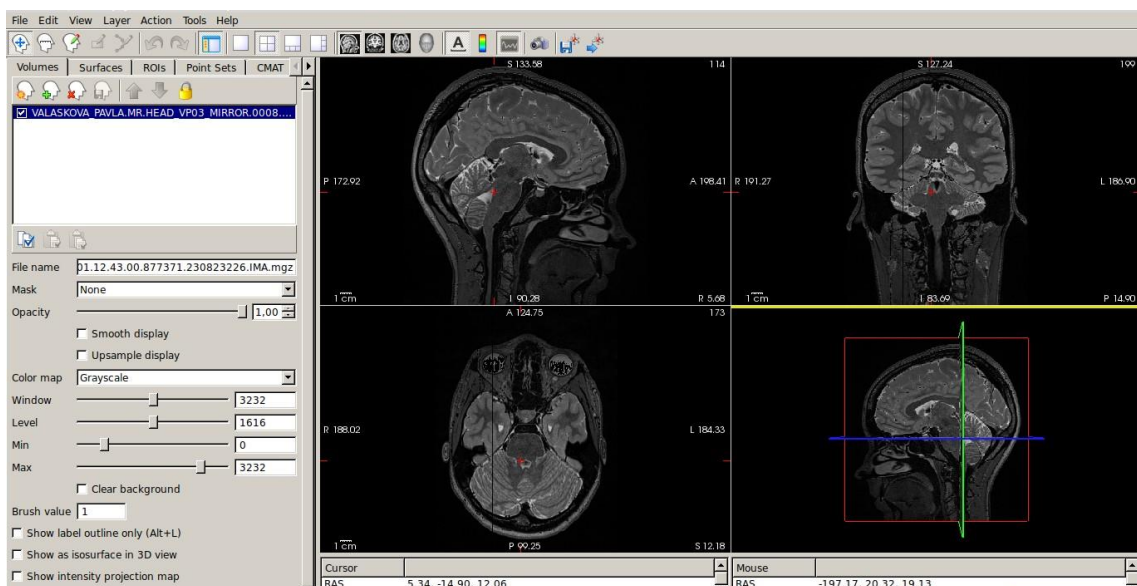 File Edit View Layer Action Tools Help
A
Volumes Surfaces ROIs Point Sets CMAT
VALASKOVA_PAVLA.MR.HEAD_VP03_MIRROR.0008....
File name 01.12.43.00.877371.230823226.IMA.mgz
Mask None
Opacity 1,00
Smooth display
Upsample display
Color map Grayscale
Window 3232
Level 1616
Min 0
Max 3232
Clear background
Brush value 1
Show label outline only (Alt+L)
Show as isosurface in 3D view
Show intensity projection map
S 133.58 114
P 172.92 A 198.41
1 cm I 90.28 R 5.68
S 127.24 199
R 191.27 L 186.90
1 cm I 83.69 P 14.90
A 124.75 173
R 188.02 L 184.33
1 cm P 99.25 S 12.18
Cursor
RAS 5.34, -14.90, 12.06
Mouse
RAS -197.17, 20.32, 19.13